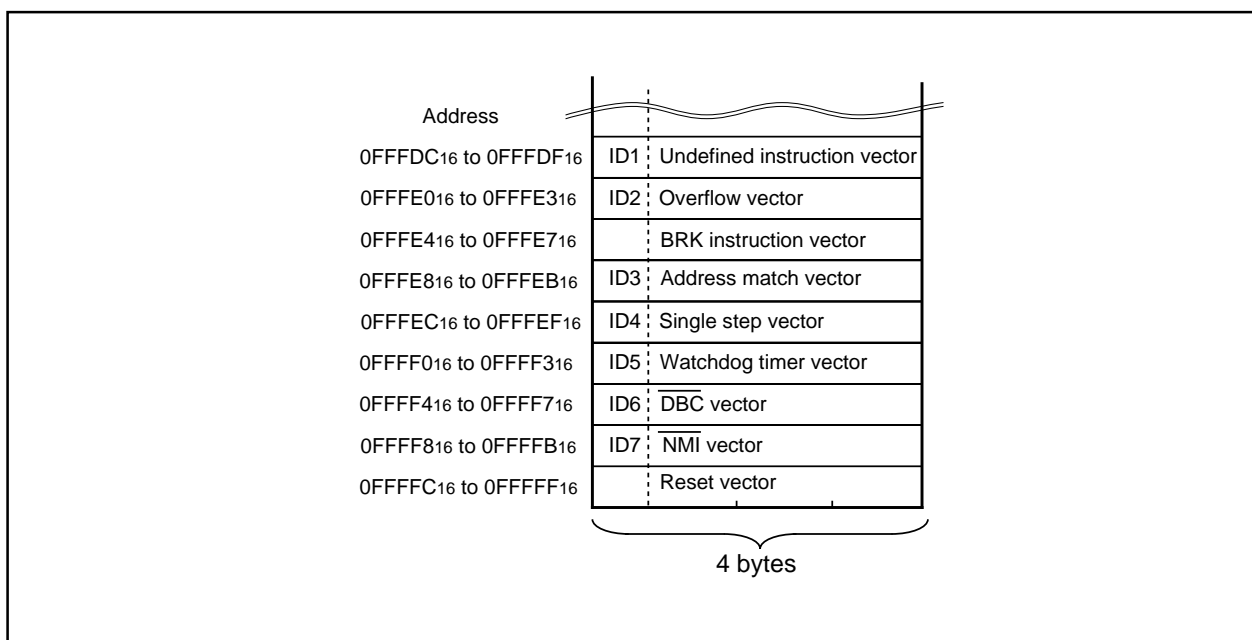 Address
0FFFDC16 to 0FFFDF16 ID1 Undefined instruction vector
0FFFE016 to 0FFFE316 ID2 Overflow vector
0FFFE416 to 0FFFE716 BRK instruction vector
0FFFE816 to 0FFFEB16 ID3 Address match vector
0FFFEC16 to 0FFFEF16 ID4 Single step vector
0FFFF016 to 0FFFF316 ID5 Watchdog timer vector
0FFFF416 to 0FFFF716 ID6 D̅B̅C̅ vector
0FFFF816 to 0FFFFB16 ID7 N̅M̅I̅ vector
0FFFFC16 to 0FFFFF16 Reset vector
4 bytes